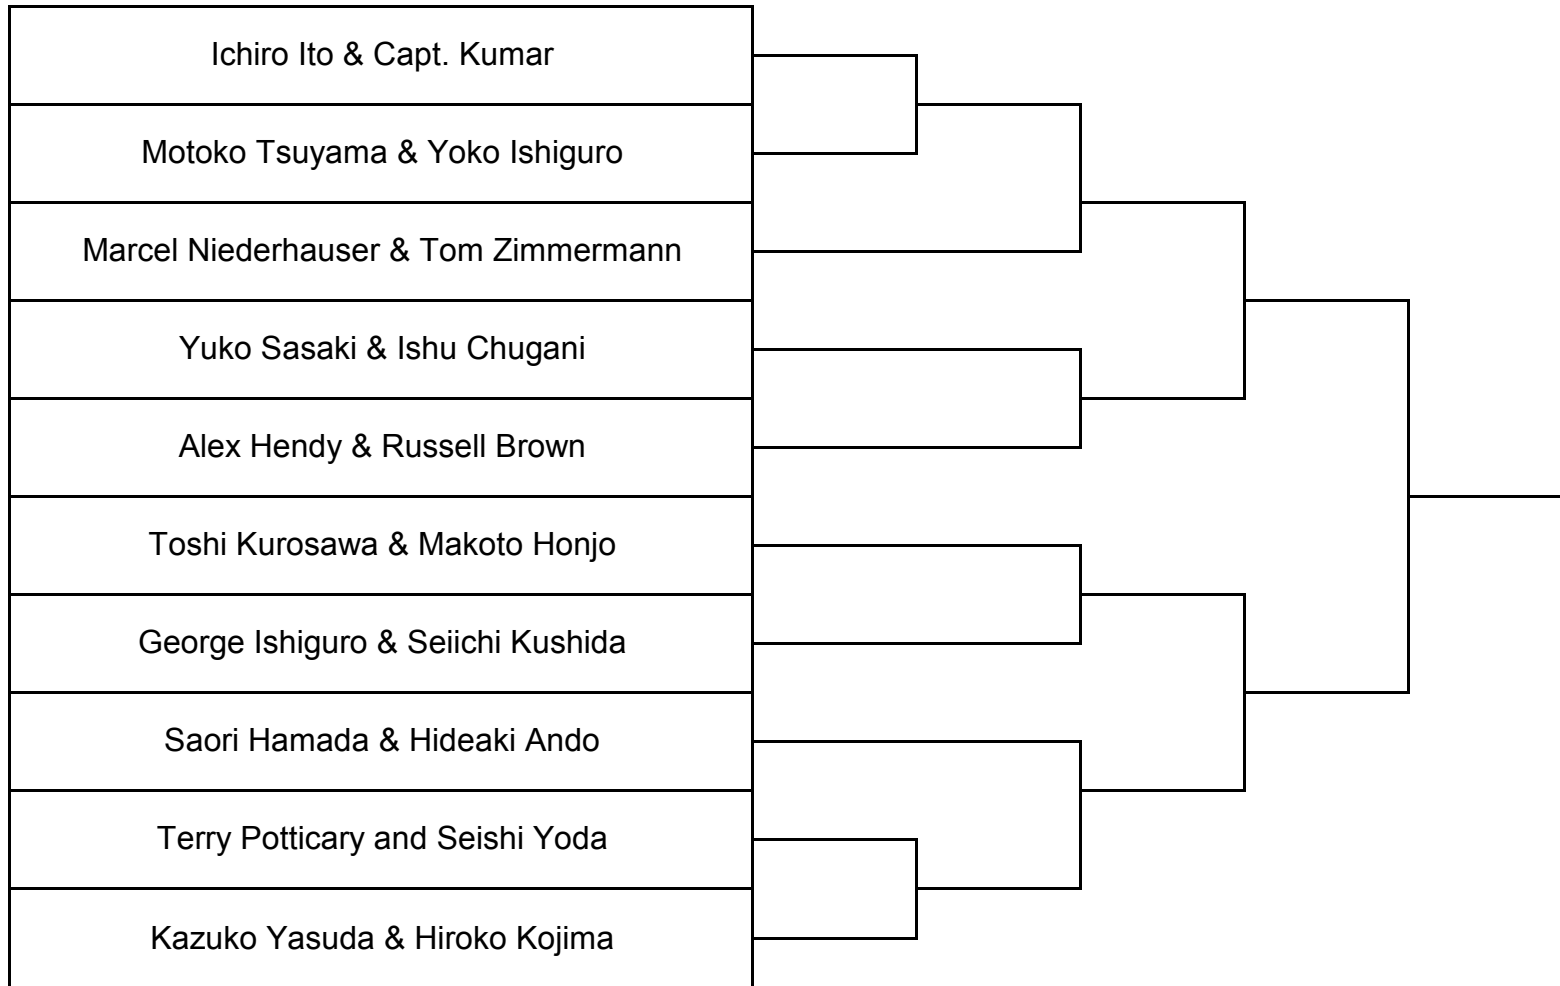 Ichiro Ito & Capt. Kumar
Motoko Tsuyama & Yoko Ishiguro
Marcel Niederhauser & Tom Zimmermann
Yuko Sasaki & Ishu Chugani
Alex Hendy & Russell Brown
Toshi Kurosawa & Makoto Honjo
George Ishiguro & Seiichi Kushida
Saori Hamada & Hideaki Ando
Terry Potticary and Seishi Yoda
Kazuko Yasuda & Hiroko Kojima